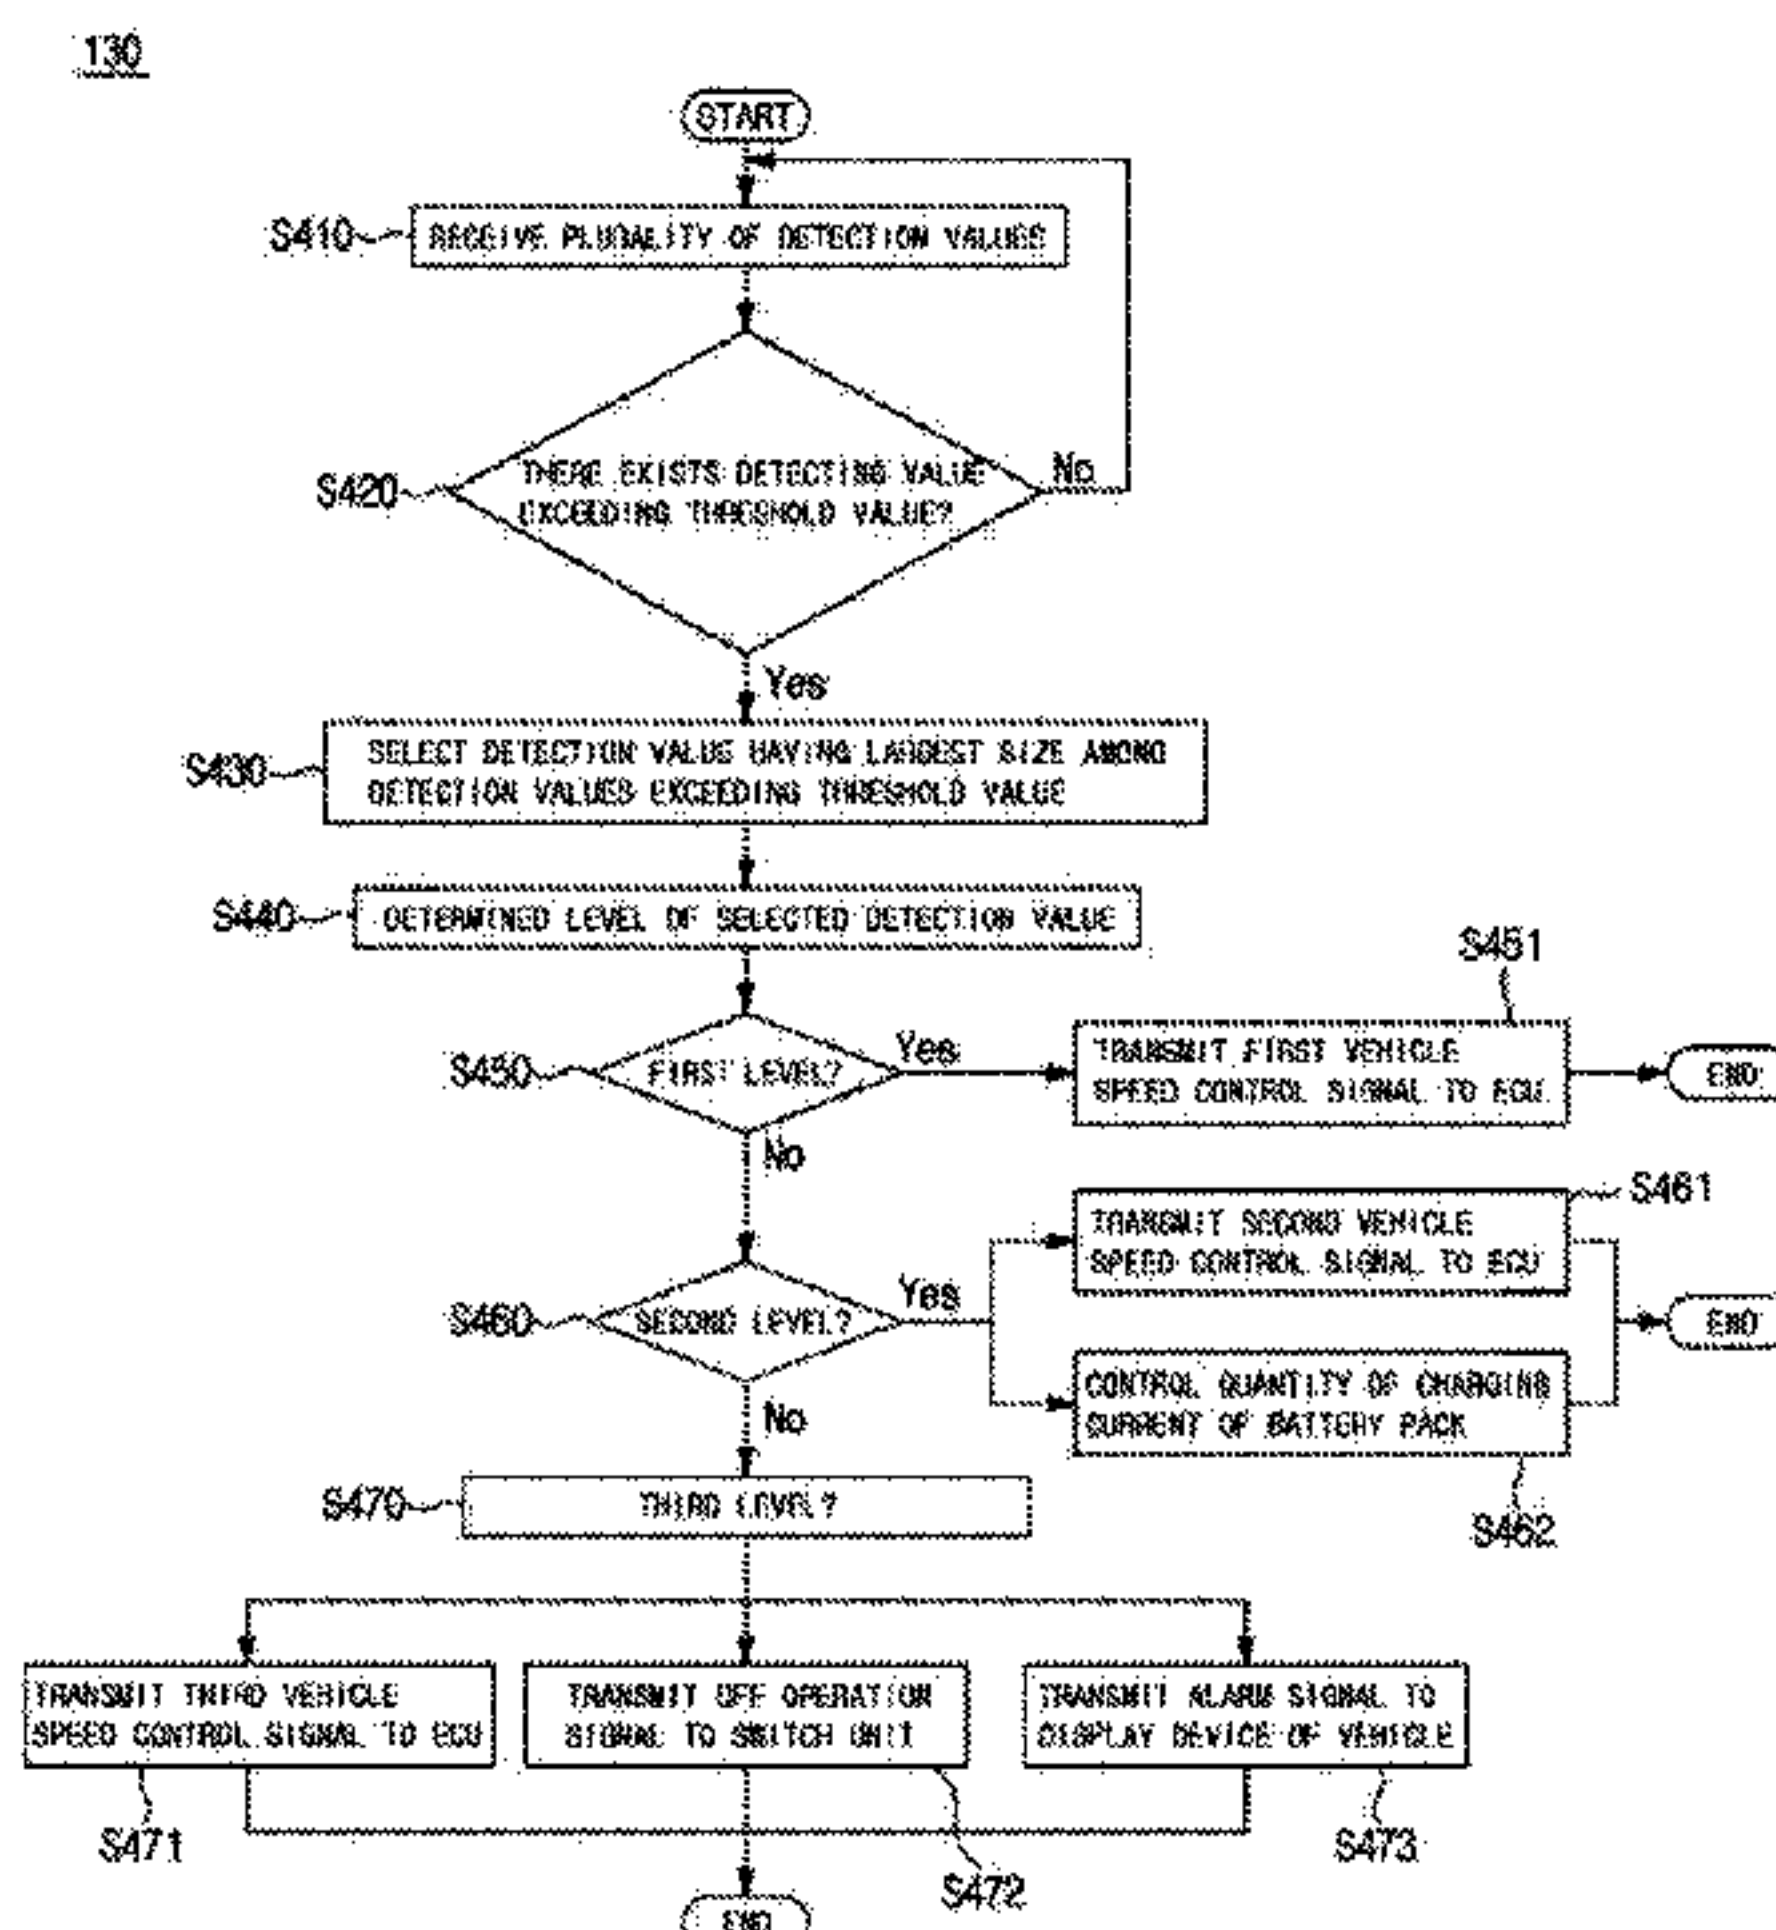 130
START
S410
RECEIVE PLURALITY OF DETECTION VALUES
S420
THERE EXISTS DETECTING VALUE
EXCEEDING THRESHOLD VALUE?
No
Yes
S430
SELECT DETECTION VALUE HAVING LARGEST SIZE AMONG
DETECTION VALUES EXCEEDING THRESHOLD VALUE
S440
DETERMINED LEVEL OF SELECTED DETECTION VALUE
S450
FIRST LEVEL?
Yes
S451
TRANSMIT FIRST VEHICLE
SPEED CONTROL SIGNAL TO ECU
END
No
S460
SECOND LEVEL?
Yes
S461
TRANSMIT SECOND VEHICLE
SPEED CONTROL SIGNAL TO ECU
END
CONTROL QUANTITY OF CHARGING
CURRENT OF BATTERY PACK
S462
No
S470
THIRD LEVEL?
TRANSMIT THIRD VEHICLE
SPEED CONTROL SIGNAL TO ECU
S471
TRANSMIT OFF OPERATION
SIGNAL TO SWITCH UNIT
S472
TRANSMIT ALARM SIGNAL TO
DISPLAY DEVICE OF VEHICLE
S473
END